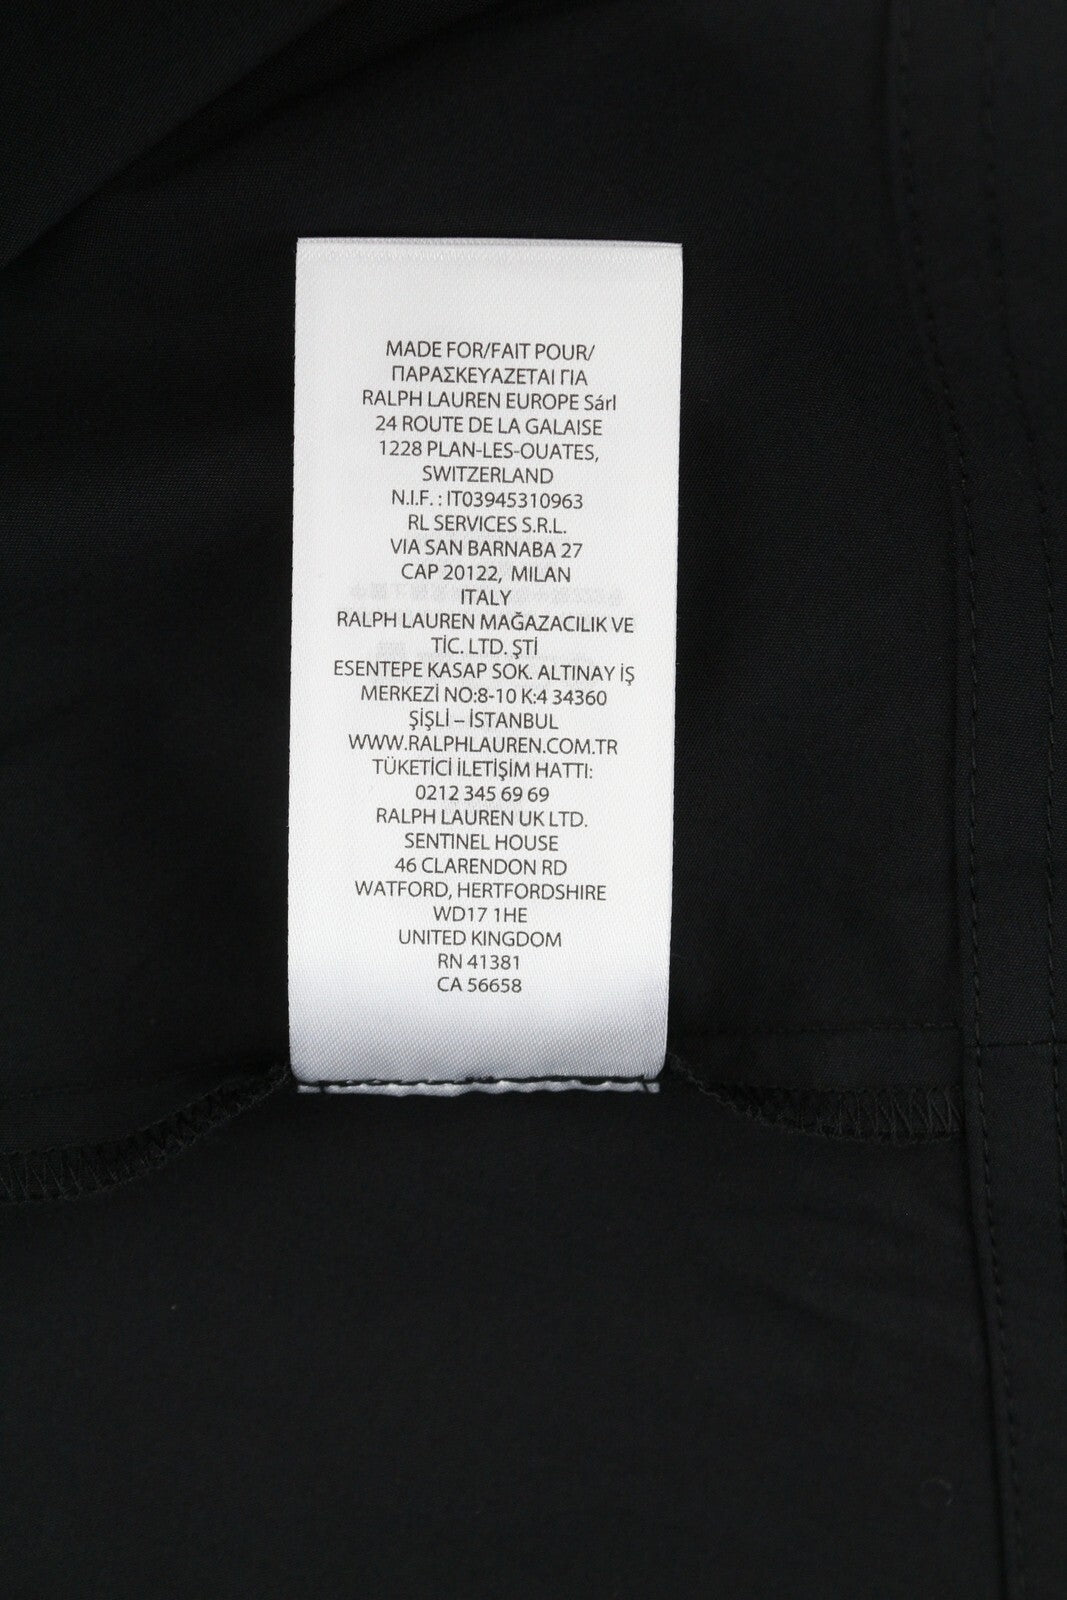 MADE FOR/FAIT POUR/
ΠΑΡΑΣΚΕΥΑΖΕΤΑΙ ΓΙΑ
RALPH LAUREN EUROPE Sárl
24 ROUTE DE LA GALAISE
1228 PLAN-LES-OUATES,
SWITZERLAND
N.I.F. : IT03945310963
RL SERVICES S.R.L.
VIA SAN BARNABA 27
CAP 20122, MILAN
ITALY
RALPH LAUREN MAĞAZACILIK VE
TİC. LTD. ŞTİ
ESENTEPE KASAP SOK. ALTINAY İŞ
MERKEZİ NO:8-10 K:4 34360
ŞİŞLİ – İSTANBUL
WWW.RALPHLAUREN.COM.TR
TÜKETİCİ İLETİŞİM HATTI:
0212 345 69 69
RALPH LAUREN UK LTD.
SENTINEL HOUSE
46 CLARENDON RD
WATFORD, HERTFORDSHIRE
WD17 1HE
UNITED KINGDOM
RN 41381
CA 56658